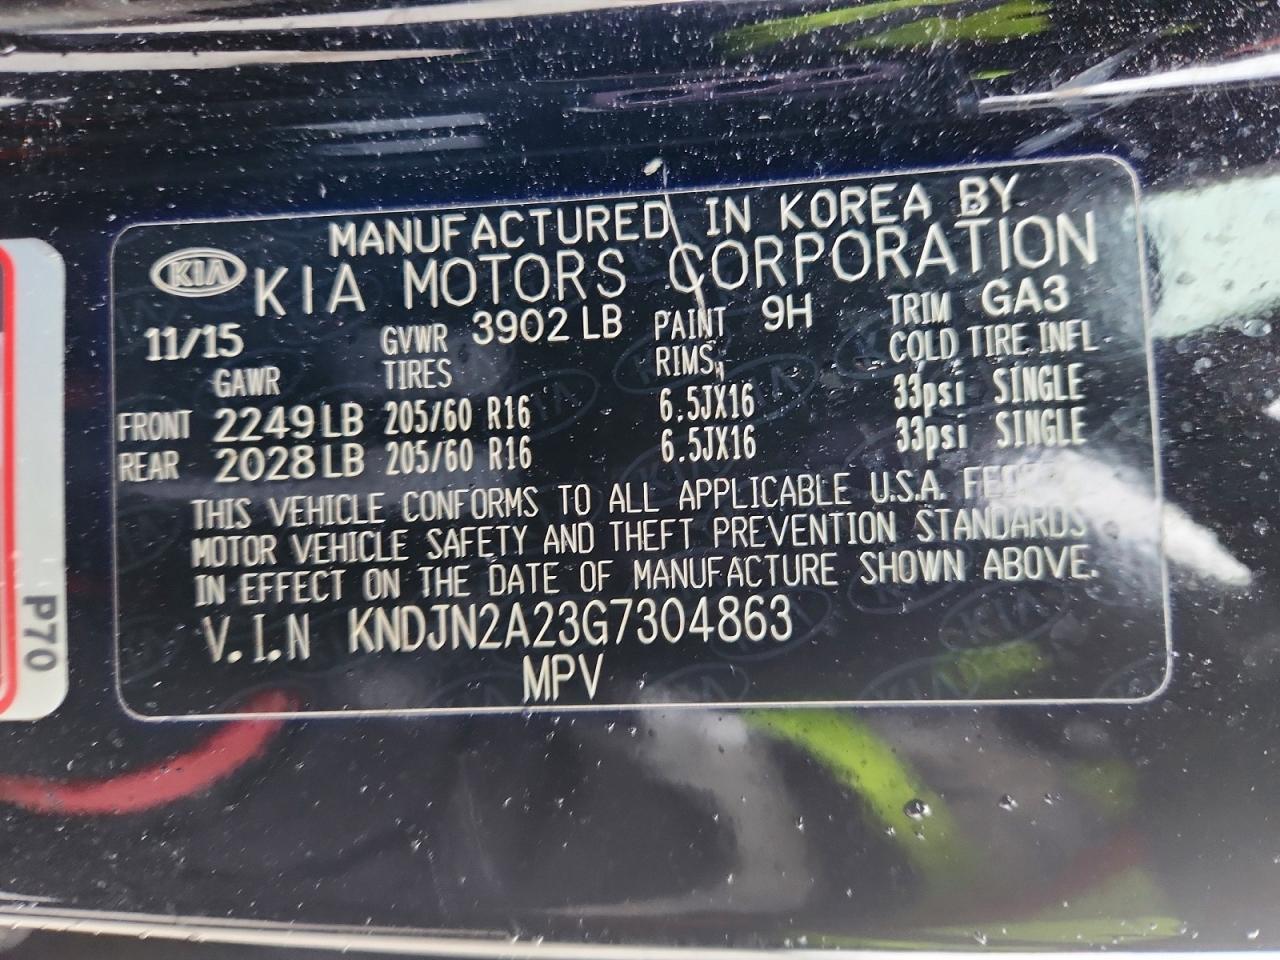 MANUFACTURED IN KOREA BY
KIA KIA MOTORS CORPORATION
11/15 GVWR 3902 LB PAINT 9H TRIM GA3
GAWR TIRES RIMS COLD TIRE INFL.
FRONT 2249 LB 205/60 R16 6.5JX16 33psi SINGLE
REAR 2028 LB 205/60 R16 6.5JX16 33psi SINGLE
THIS VEHICLE CONFORMS TO ALL APPLICABLE U.S.A.
MOTOR VEHICLE SAFETY AND THEFT PREVENTION STANDARDS
IN EFFECT ON THE DATE OF MANUFACTURE SHOWN ABOVE.
V.I.N KNDJN2A23G7304863
MPV
P70